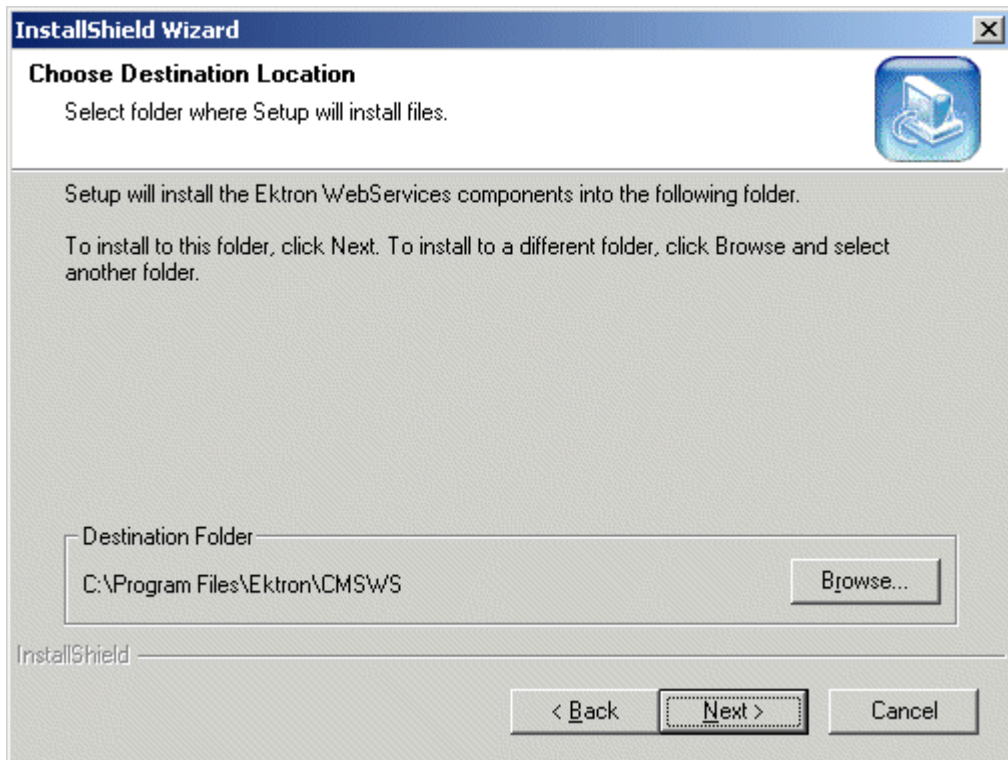 InstallShield Wizard
Choose Destination Location
Select folder where Setup will install files.
Setup will install the Ektron WebServices components into the following folder.
To install to this folder, click Next. To install to a different folder, click Browse and select
another folder.
Destination Folder
C:\Program Files\Ektron\CMSWS
Browse...
InstallShield
< Back
Next >
Cancel